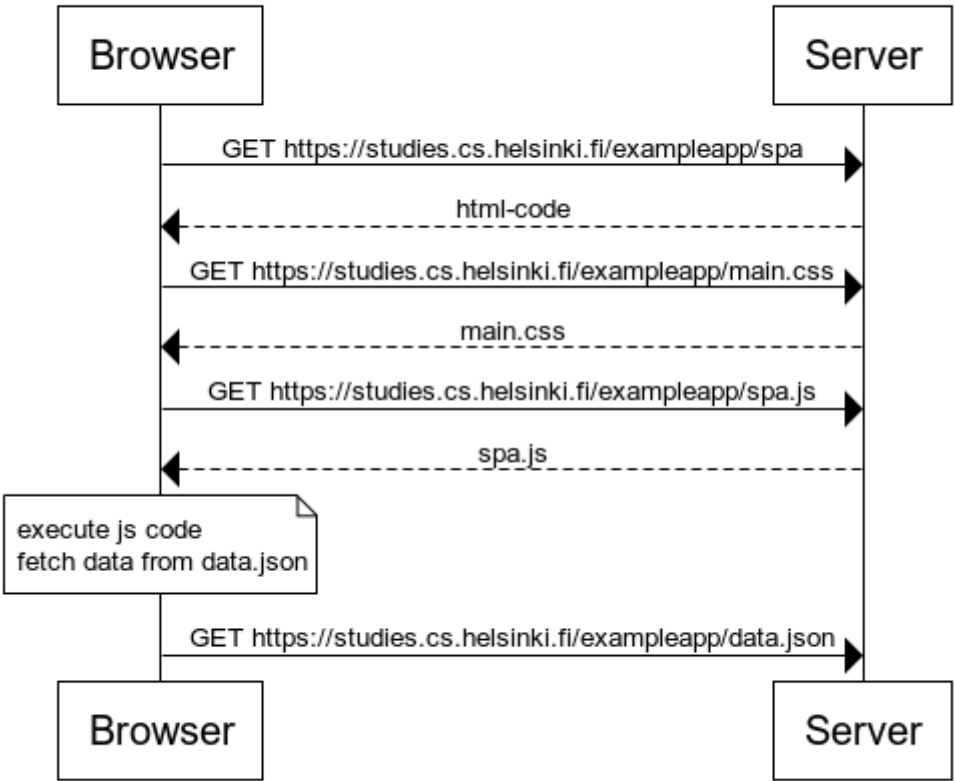 Browser
Server
GET https://studies.cs.helsinki.fi/exampleapp/spa
html-code
GET https://studies.cs.helsinki.fi/exampleapp/main.css
main.css
GET https://studies.cs.helsinki.fi/exampleapp/spa.js
spa.js
execute js code
fetch data from data.json
GET https://studies.cs.helsinki.fi/exampleapp/data.json
Browser
Server